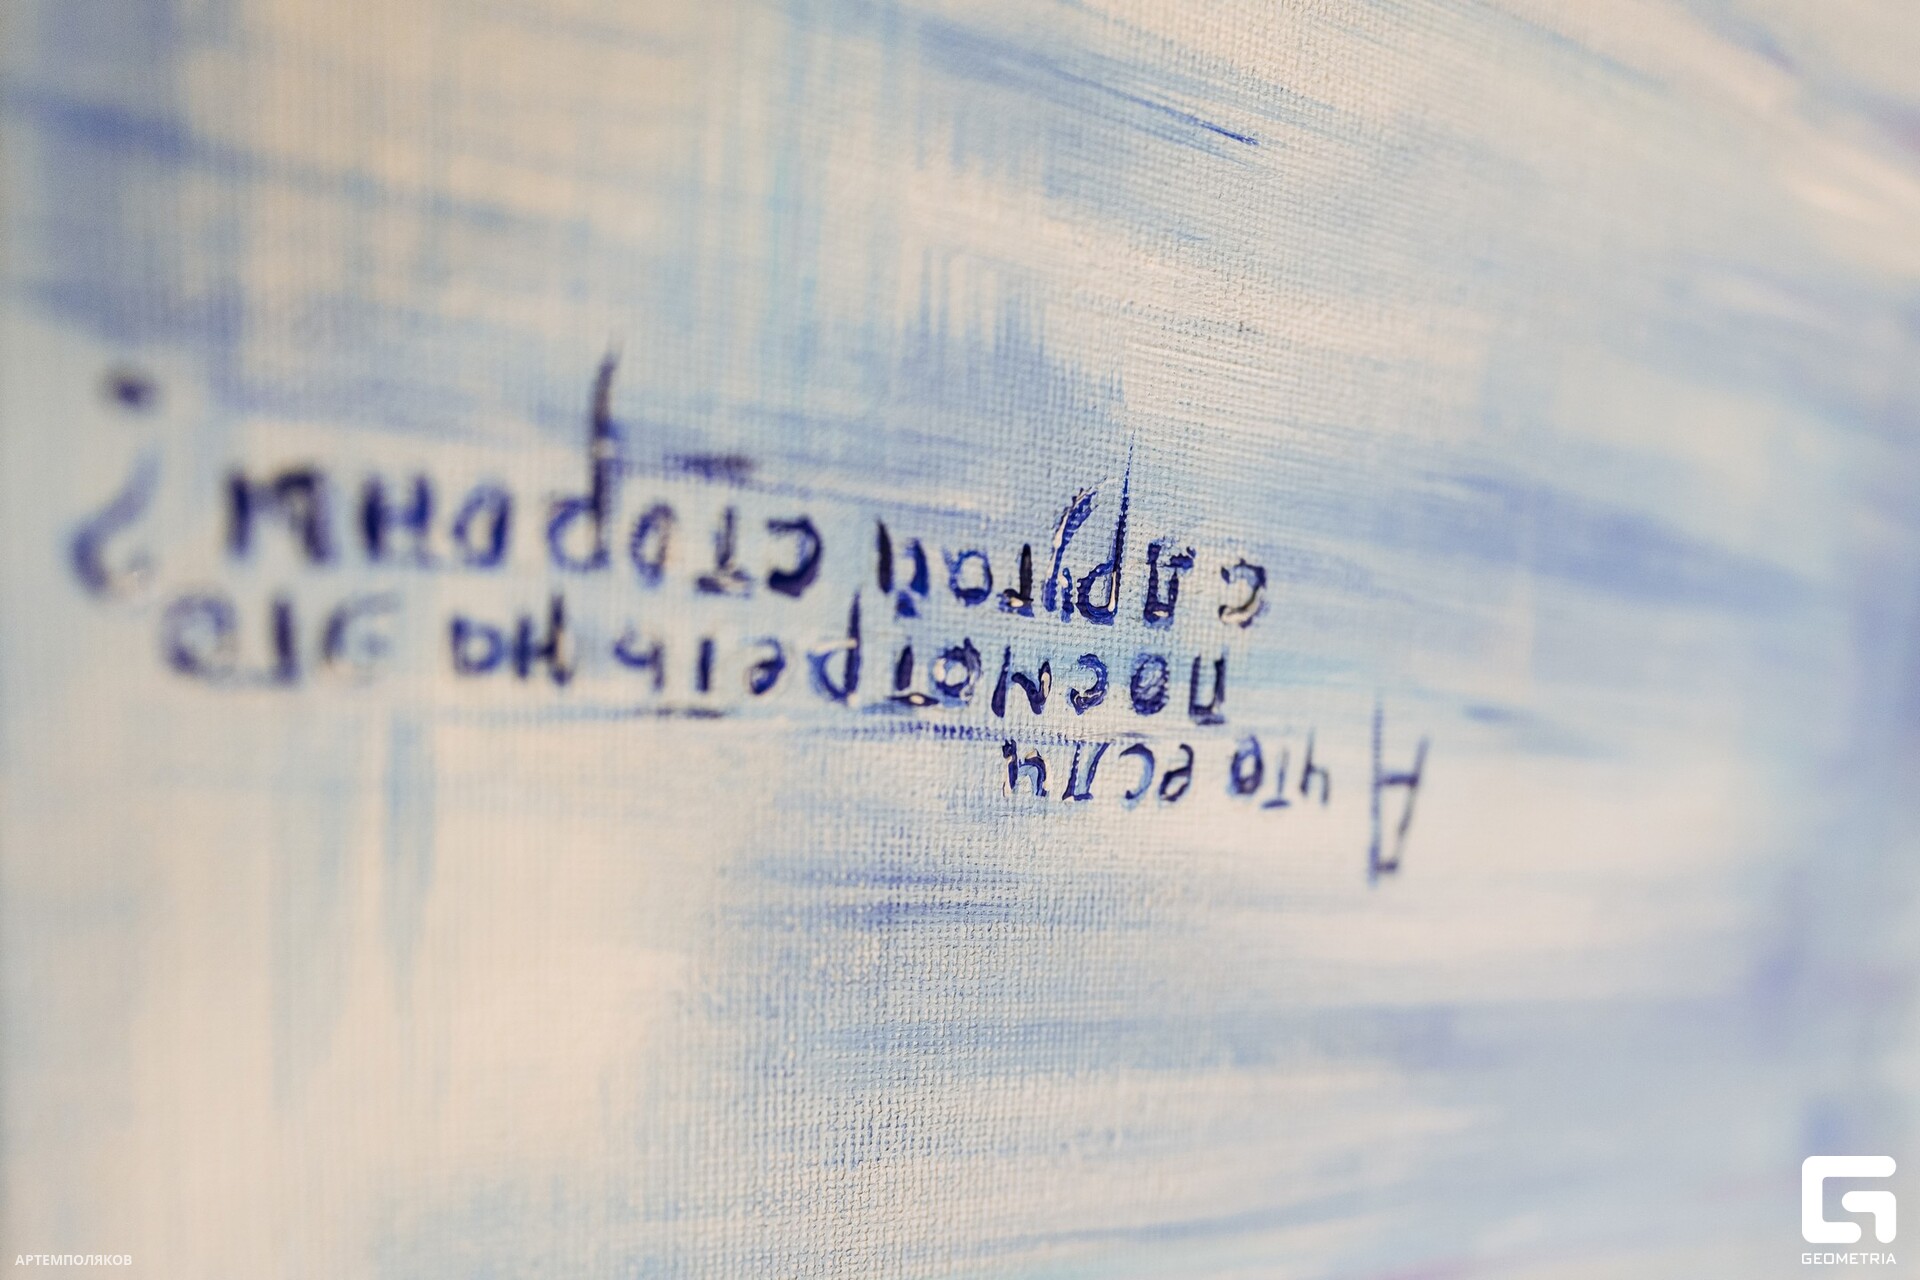 А что если
посмотреть на это
с другой стороны?
АРТЕМПОЛЯКОВ
GEOMETRIA